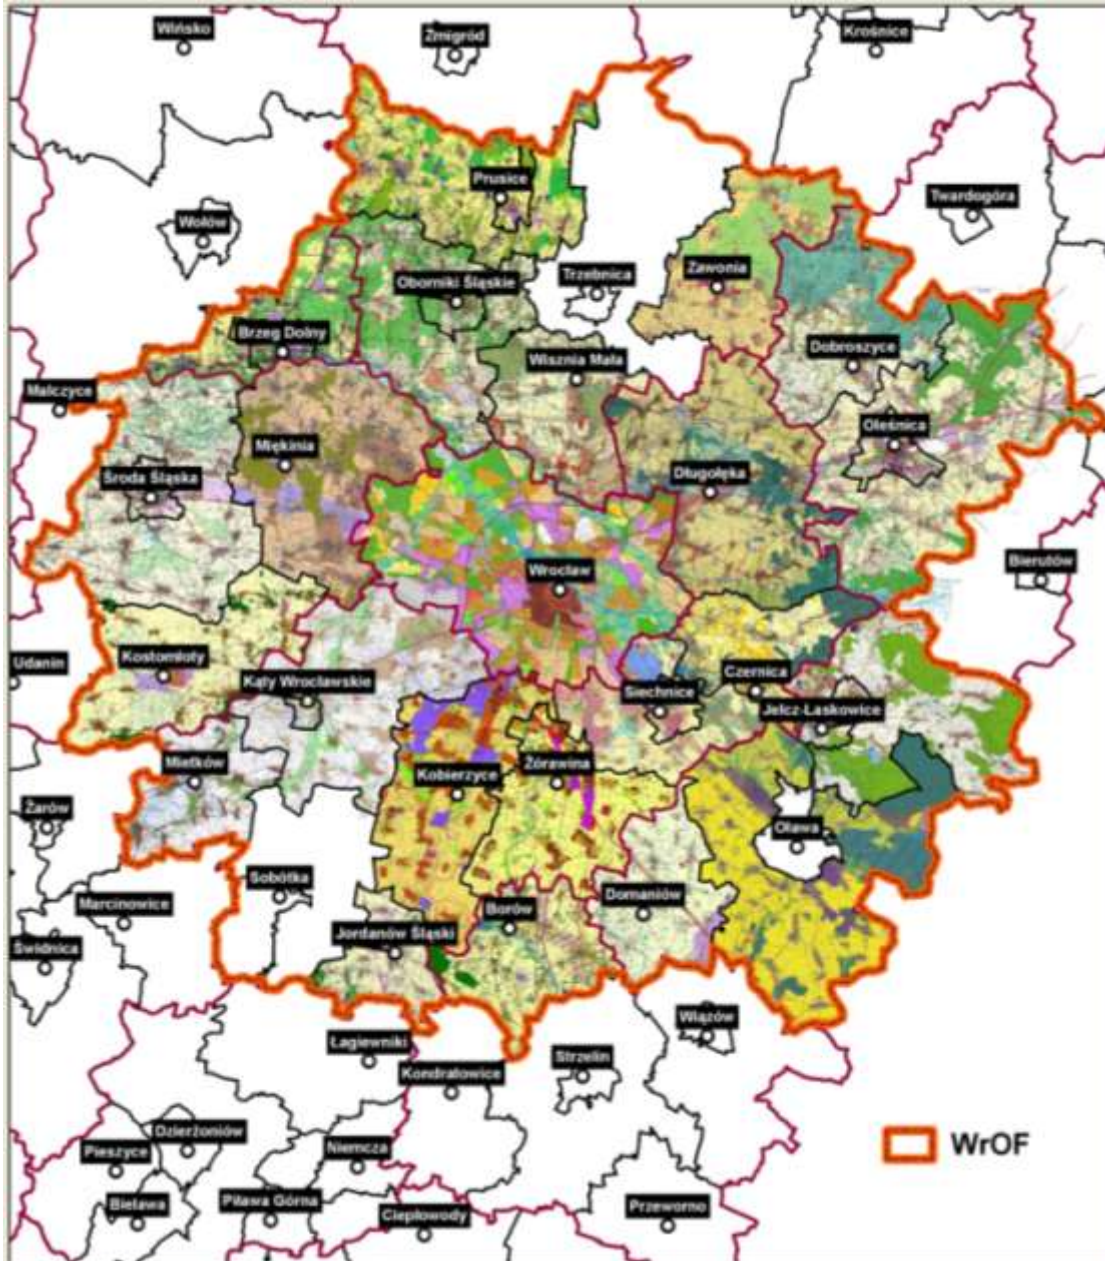 Wińsko
Żmigród
Krośnice
Prusice
Twardogóra
Wołów
Oborniki Śląskie
Trzebnica
Zawonia
Brzeg Dolny
Wisznia Mała
Dobroszyce
Malczyce
Miękinia
Oleśnica
Środa Śląska
Długołęka
Wrocław
Bierutów
Udanin
Kostomłoty
Kąty Wrocławskie
Siechnice
Czernica
Jelcz-Laskowice
Mietków
Kobierzyce
Żórawina
Żarów
Oława
Sobótka
Marcinowice
Domaniów
Borów
Jordanów Śląski
Świdnica
Wiązów
Łagiewniki
Strzelin
Kondratowice
Dzierżoniów
Pieszyce
Niemcza
WrOF
Bielawa
Piława Górna
Ciepłowody
Przeworno